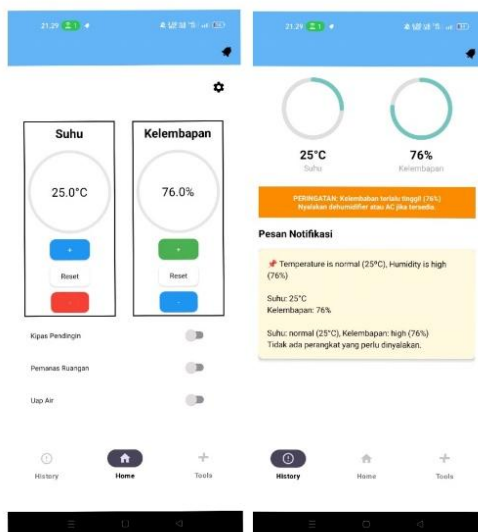 21.29
Suhu
Kelembapan
25.0°C
76.0%
+
+
Reset
Reset
-
-
Kipas Pendingin
Pemanas Ruangan
Uap Air
History
Home
Tools
21.29
25°C
76%
Suhu
Kelembapan
PERINGATAN: Kelembaban terlalu tinggi! (76%)
Nyalakan dehumidifier atau AC jika tersedia.
Pesan Notifikasi
📌 Temperature is normal (25°C), Humidity is high
(76%)
Suhu: 25°C
Kelembapan: 76%
Suhu: normal (25°C), Kelembapan: high (76%)
Tidak ada perangkat yang perlu dinyalakan.
History
Home
Tools